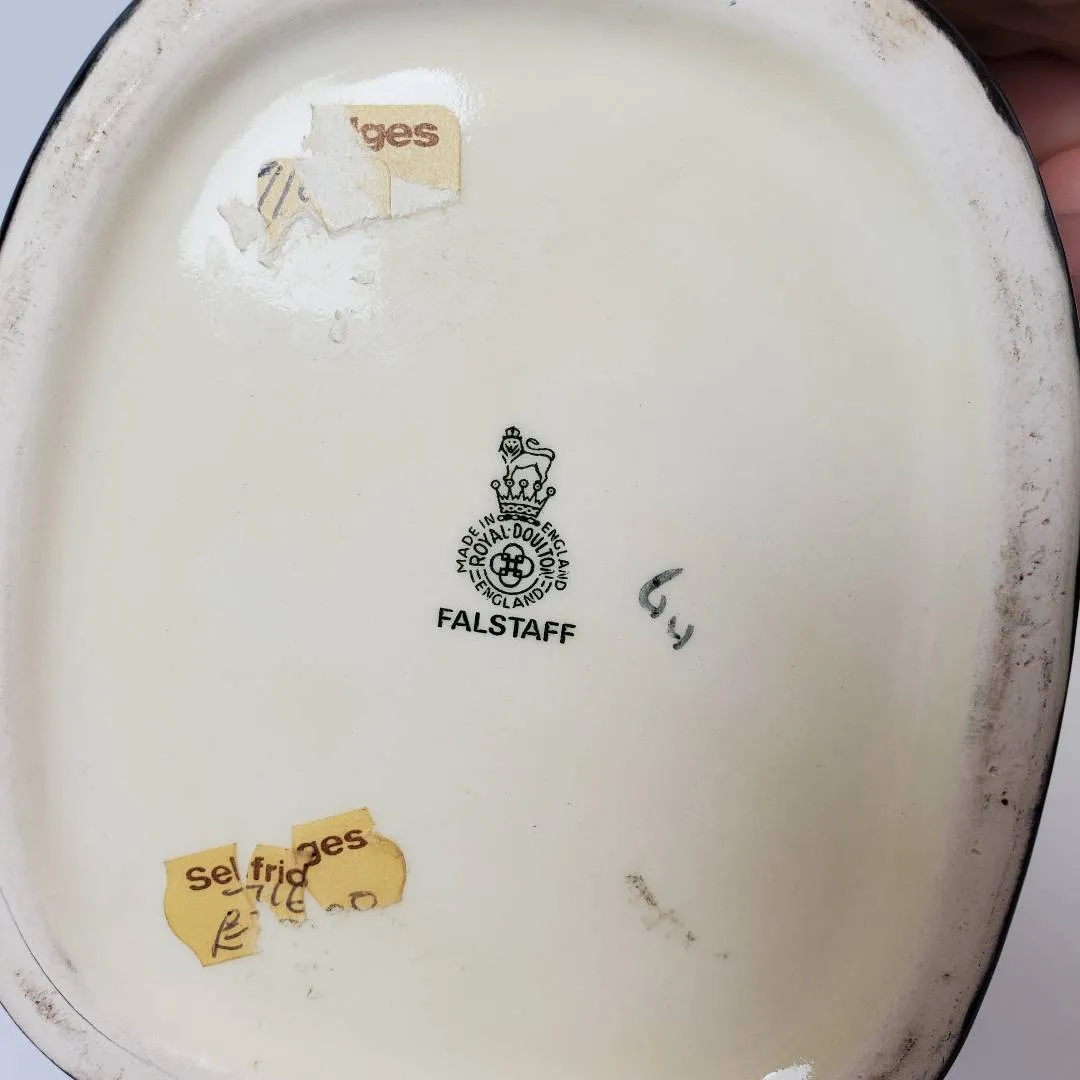 ges
MADE IN ENGLAND
ROYAL·DOULTON
ENGLAND
FALSTAFF
Selfridges